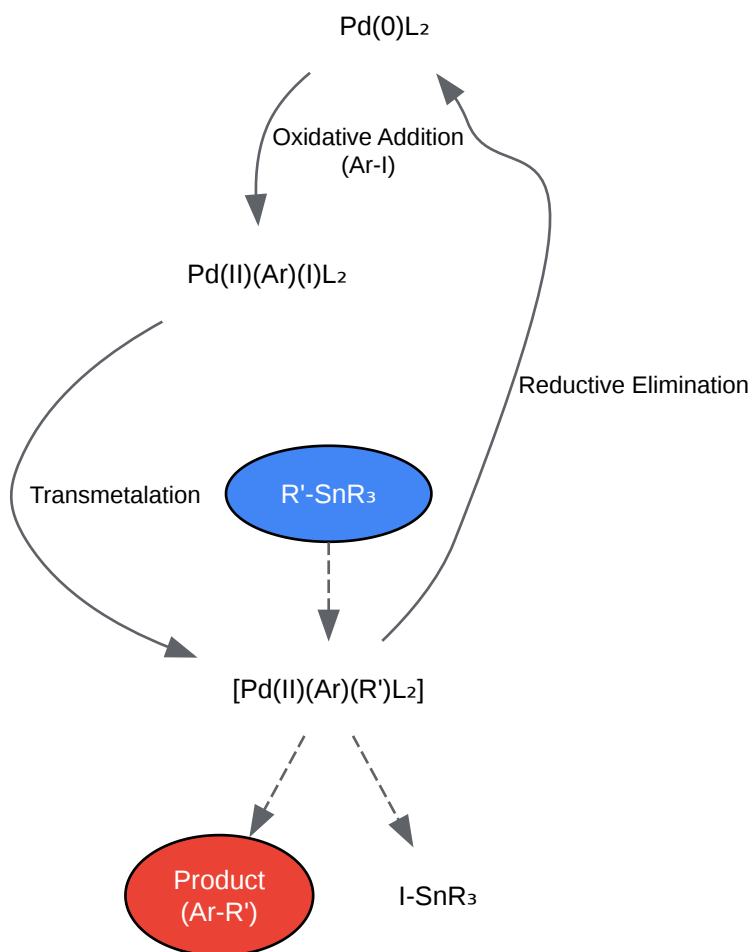 Pd(0)L₂
Oxidative Addition
(Ar-I)
Pd(II)(Ar)(I)L₂
Reductive Elimination
Transmetalation
R'-SnR₃
[Pd(II)(Ar)(R')L₂]
Product
(Ar-R')
I-SnR₃